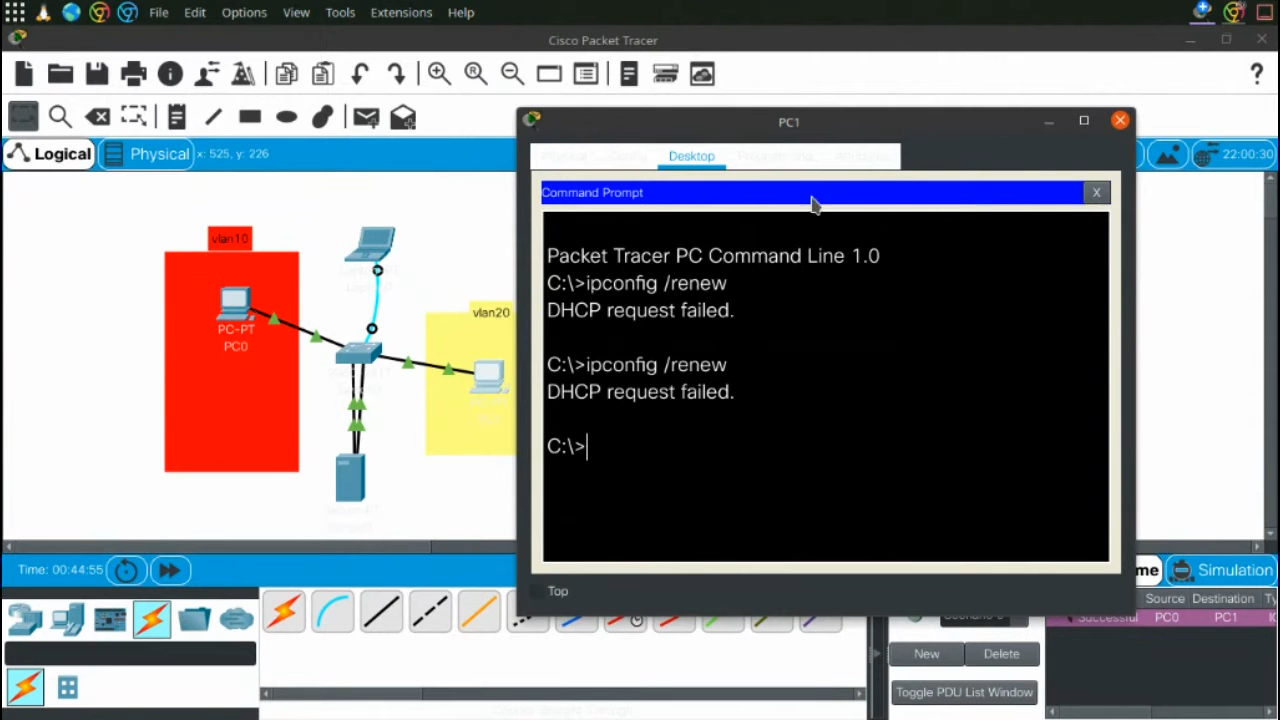 File Edit Options View Tools Extensions Help
Cisco Packet Tracer
Logical
Physical
x: 525, y: 226
22:00:30
PC1
Desktop
Command Prompt
X
Packet Tracer PC Command Line 1.0
C:\>ipconfig /renew
DHCP request failed.
C:\>ipconfig /renew
DHCP request failed.
C:\>
Top
vlan10
PC-PT
PC0
vlan20
Time: 00:44:55
me
Simulation
Source Destination
Successful PC0 PC1
New
Delete
Toggle PDU List Window